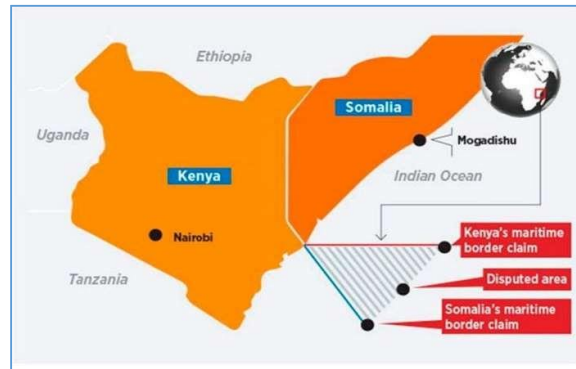 Ethiopia
Uganda
Somalia
Kenya
Mogadishu
Indian Ocean
Nairobi
Tanzania
Kenya's maritime
border claim
Disputed area
Somalia's maritime
border claim